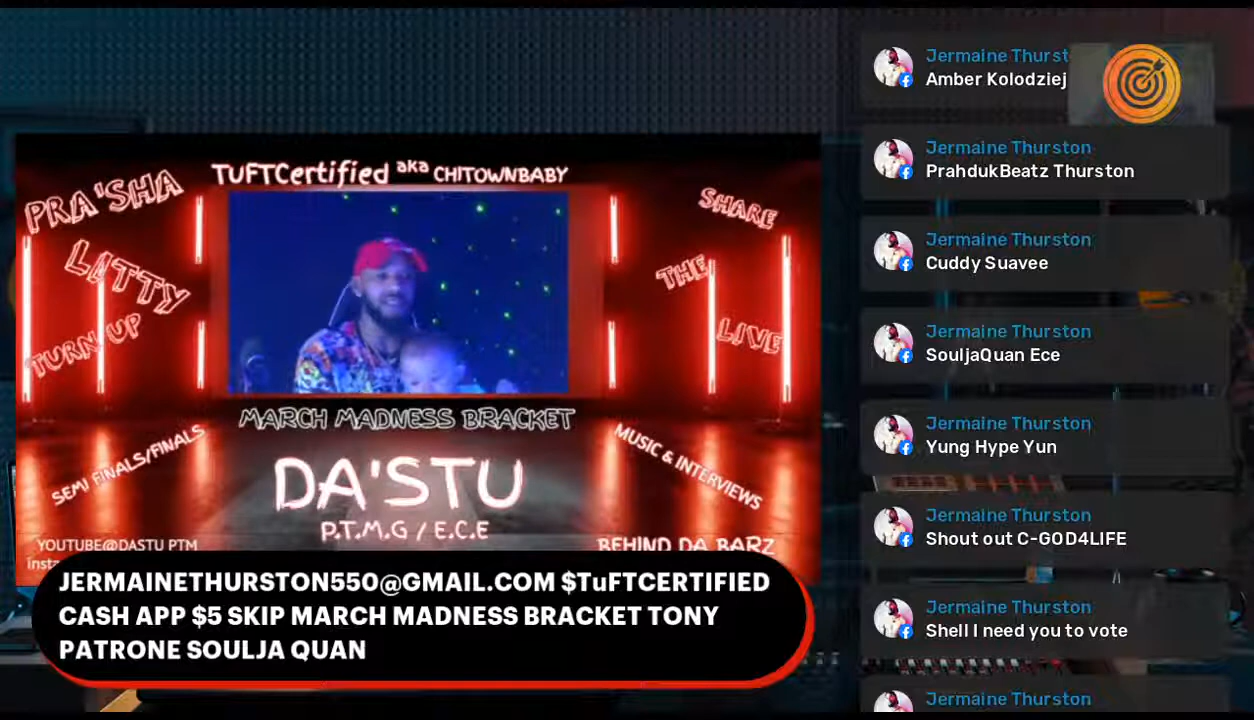 TUFTCertified aka CHITOWNBABY
PRA'SHA
LITTY
TURN UP
SHARE
THE
LIVE
MARCH MADNESS BRACKET
SEMI FINALS/FINALS
MUSIC & INTERVIEWS
DA'STU
P.T.M.G / E.C.E
YOUTUBE@DASTU PTM
BEHIND DA BARZ
JERMAINETHURSTON550@GMAIL.COM $TuFTCERTIFIED
CASH APP $5 SKIP MARCH MADNESS BRACKET TONY
PATRONE SOULJA QUAN
Jermaine Thurst
Amber Kolodziej
Jermaine Thurston
PrahdukBeatz Thurston
Jermaine Thurston
Cuddy Suavee
Jermaine Thurston
SouljaQuan Ece
Jermaine Thurston
Yung Hype Yun
Jermaine Thurston
Shout out C-GOD4LIFE
Jermaine Thurston
Shell I need you to vote
Jermaine Thurston